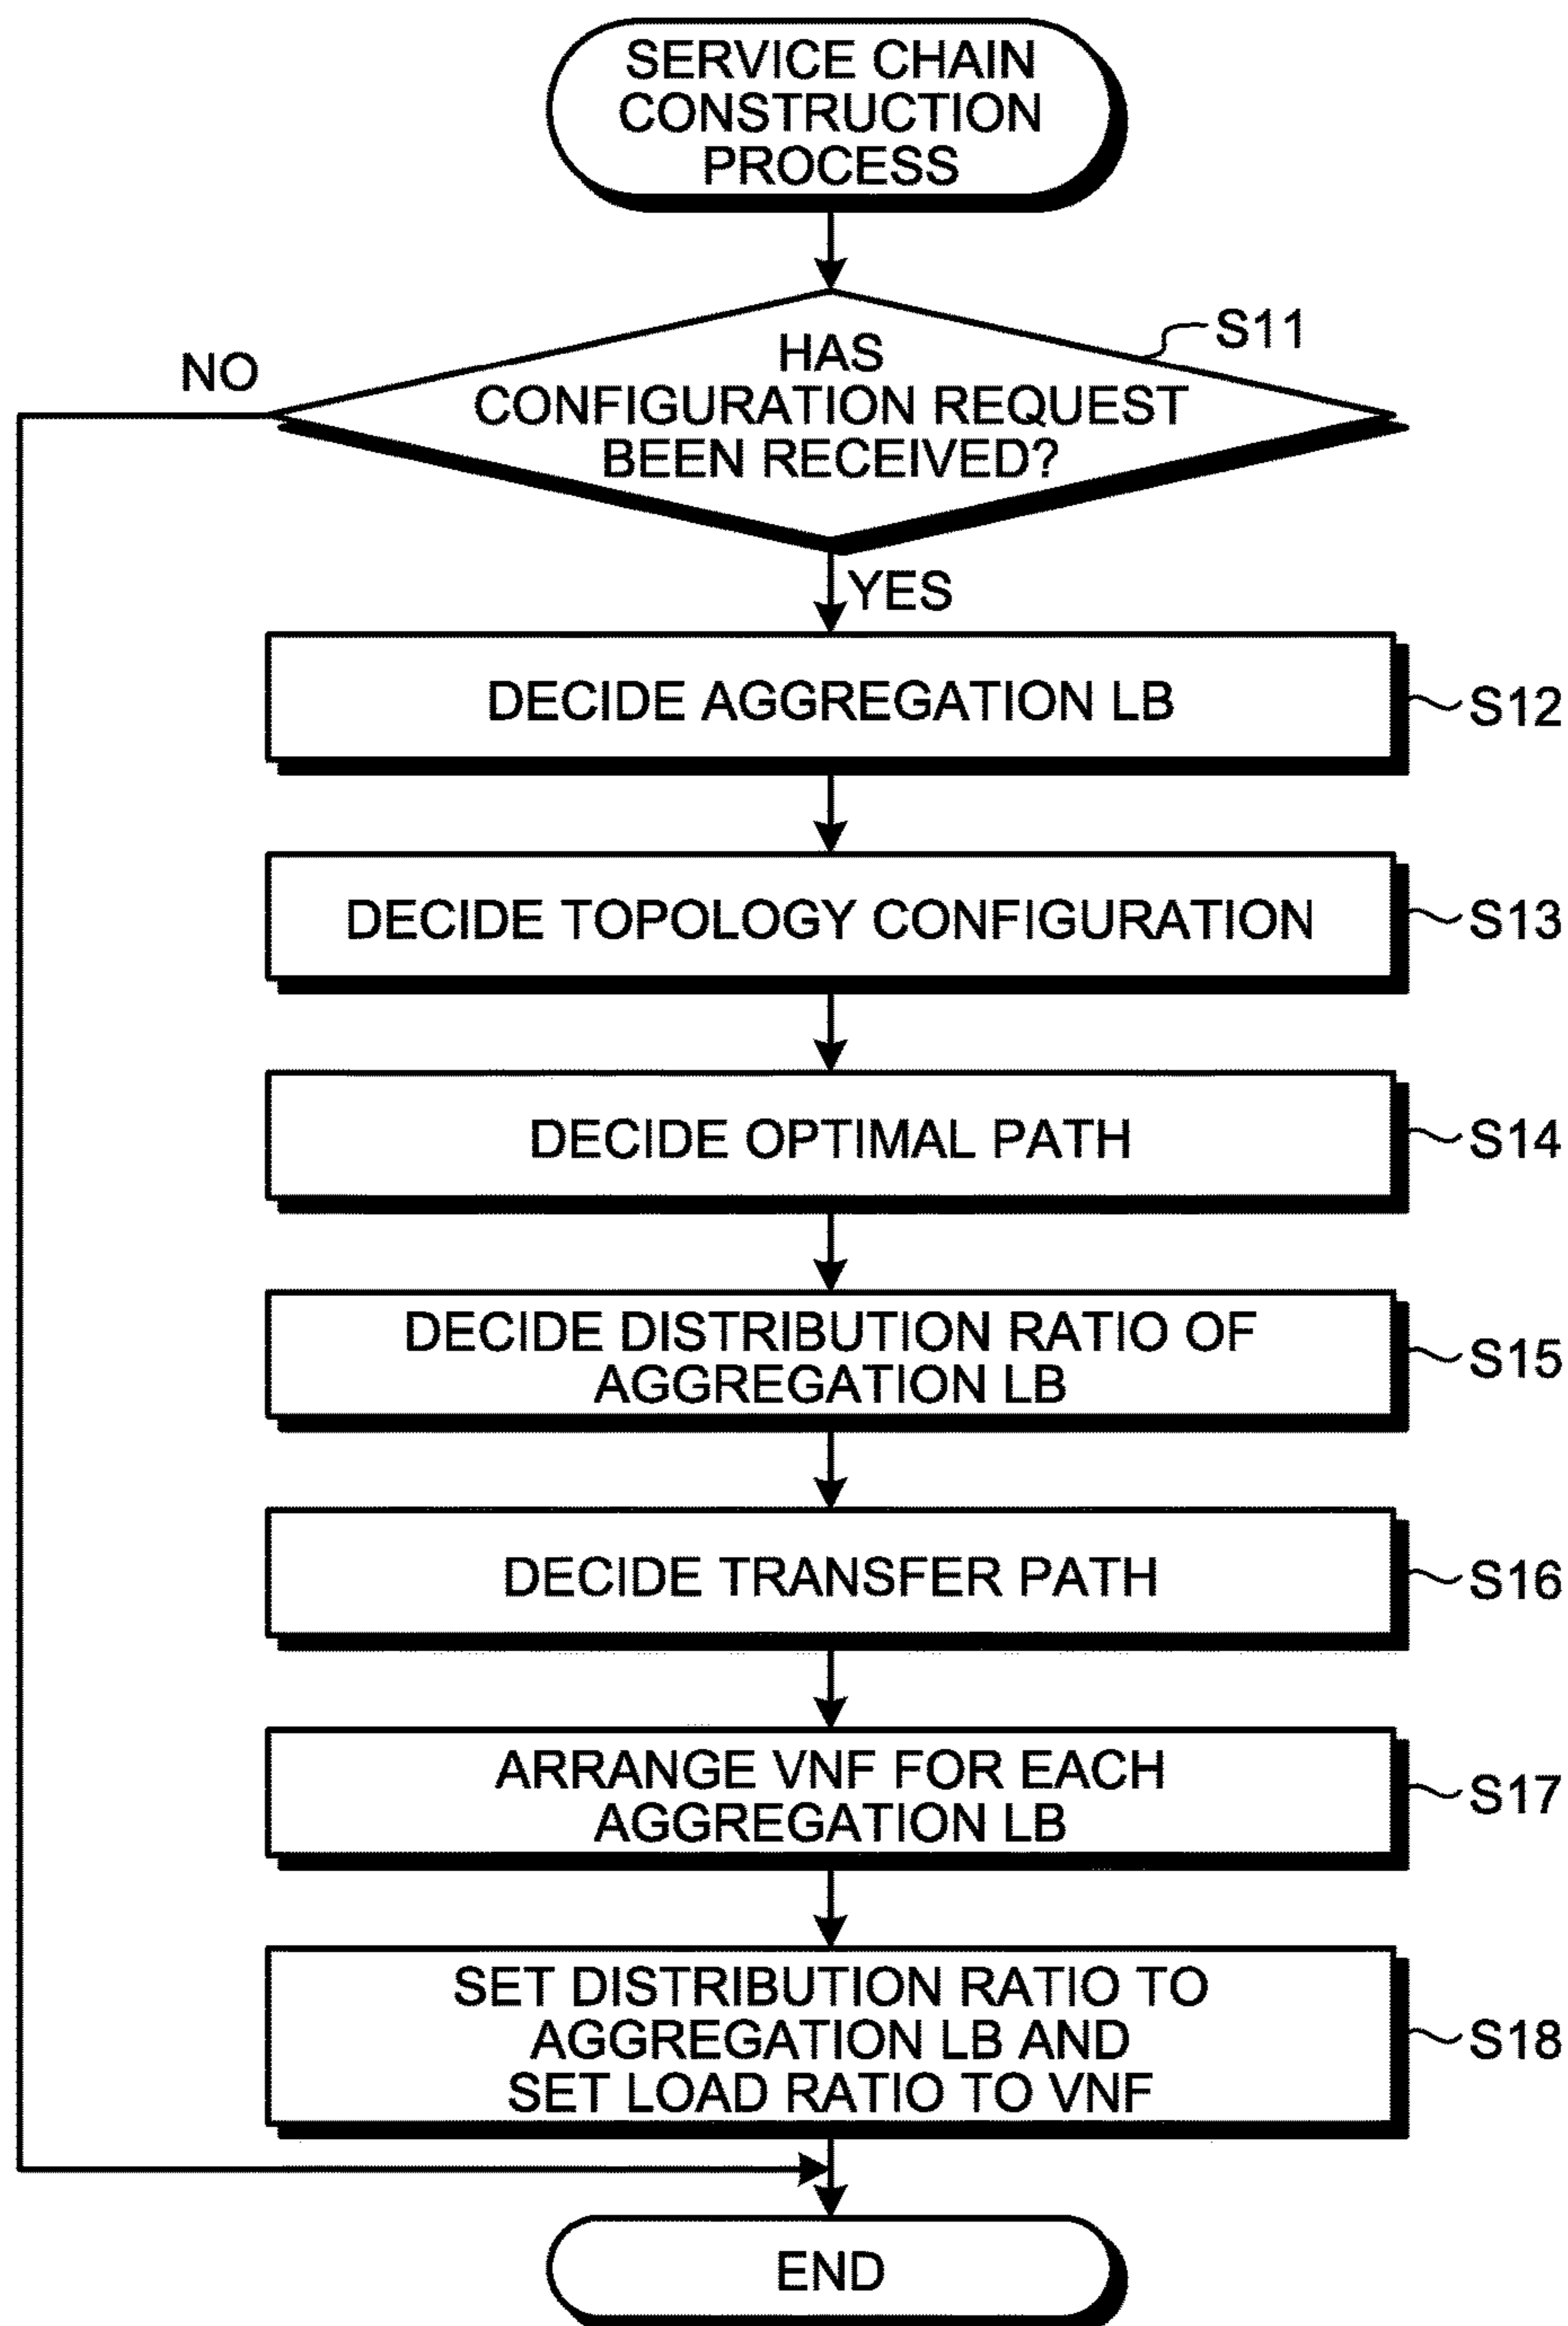 SERVICE CHAIN
CONSTRUCTION
PROCESS
S11
NO
HAS
CONFIGURATION REQUEST
BEEN RECEIVED?
YES
DECIDE AGGREGATION LB
S12
DECIDE TOPOLOGY CONFIGURATION
S13
DECIDE OPTIMAL PATH
S14
DECIDE DISTRIBUTION RATIO OF
AGGREGATION LB
S15
DECIDE TRANSFER PATH
S16
ARRANGE VNF FOR EACH
AGGREGATION LB
S17
SET DISTRIBUTION RATIO TO
AGGREGATION LB AND
SET LOAD RATIO TO VNF
S18
END